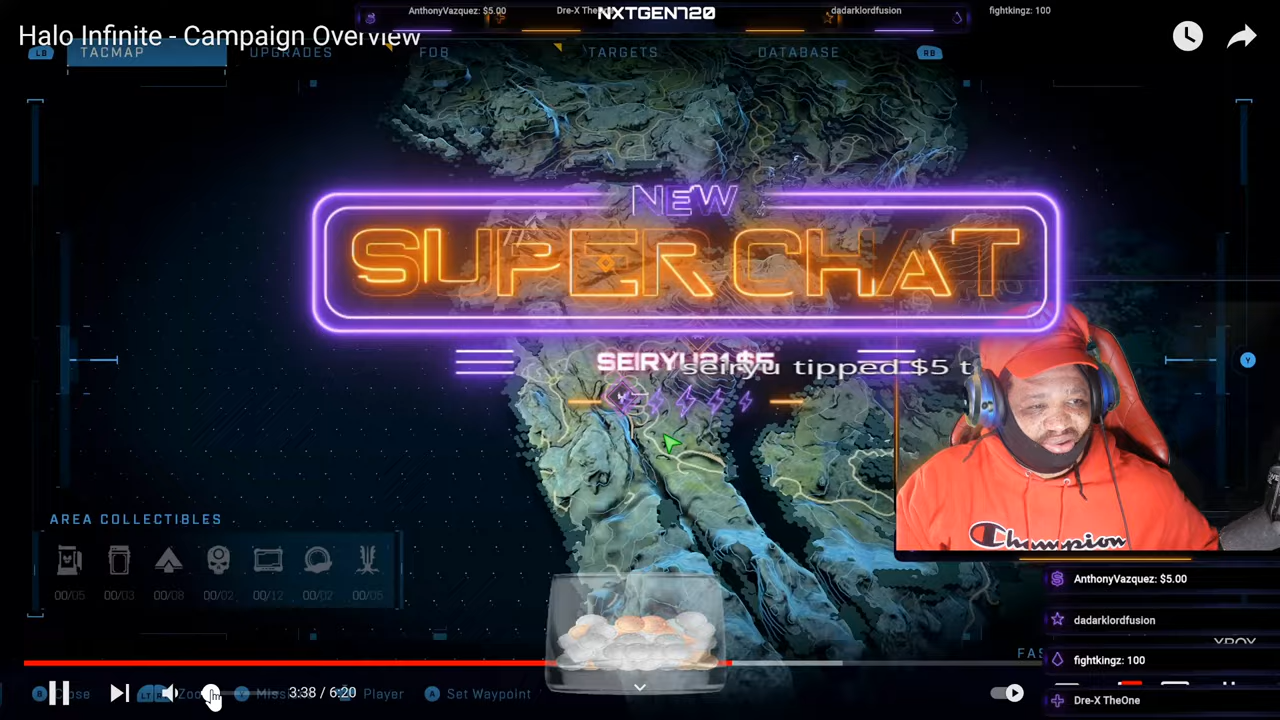 AnthonyVazquez: $5.00
NXTGEN720
dadarklordfusion
fightkingz: 100
Halo Infinite - Campaign Overview
LB
TACMAP
UPGRADES
FOB
TARGETS
DATABASE
RB
NEW
SUPER CHAT
SEIRYU21 $5
seiryu tipped $5 t
Y
Champion
AREA COLLECTIBLES
00/05
00/03
00/08
00/02
00/12
00/02
00/05
AnthonyVazquez: $5.00
dadarklordfusion
XBOX
fightkingz: 100
3:38 / 6:20
Player
A
Set Waypoint
Dre-X TheOne